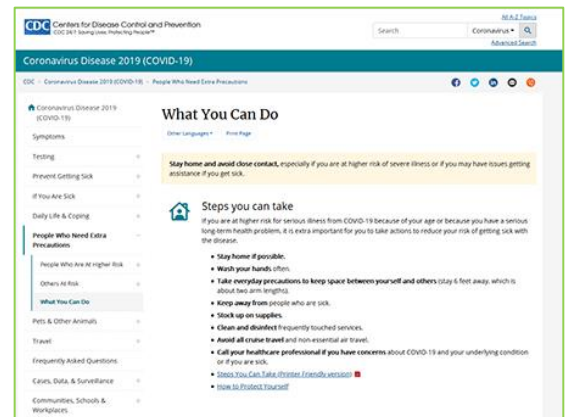 All A-Z Topics
CDC Centers for Disease Control and Prevention
CDC 24/7: Saving Lives, Protecting People™
Search
Coronavirus
Advanced Search
Coronavirus Disease 2019 (COVID-19)
CDC > Coronavirus Disease 2019 (COVID-19) > People Who Need Extra Precautions
Coronavirus Disease 2019
(COVID-19)
Symptoms
Testing
Prevent Getting Sick
If You Are Sick
Daily Life & Coping
People Who Need Extra
Precautions
People Who Are At Higher Risk
Others At Risk
What You Can Do
Pets & Other Animals
Travel
Frequently Asked Questions
Cases, Data, & Surveillance
Communities, Schools &
Workplaces
What You Can Do
Other Languages
Print Page
Stay home and avoid close contact, especially if you are at higher risk of severe illness or if you may have issues getting
assistance if you get sick.
Steps you can take
If you are at higher risk for serious illness from COVID-19 because of your age or because you have a serious
long-term health problem, it is extra important for you to take actions to reduce your risk of getting sick with
the disease.
• Stay home if possible.
• Wash your hands often.
• Take everyday precautions to keep space between yourself and others (stay 6 feet away, which is
about two arm lengths).
• Keep away from people who are sick.
• Stock up on supplies.
• Clean and disinfect frequently touched services.
• Avoid all cruise travel and non-essential air travel.
• Call your healthcare professional if you have concerns about COVID-19 and your underlying condition
or if you are sick.
• Steps You Can Take (Printer Friendly version)
• How to Protect Yourself